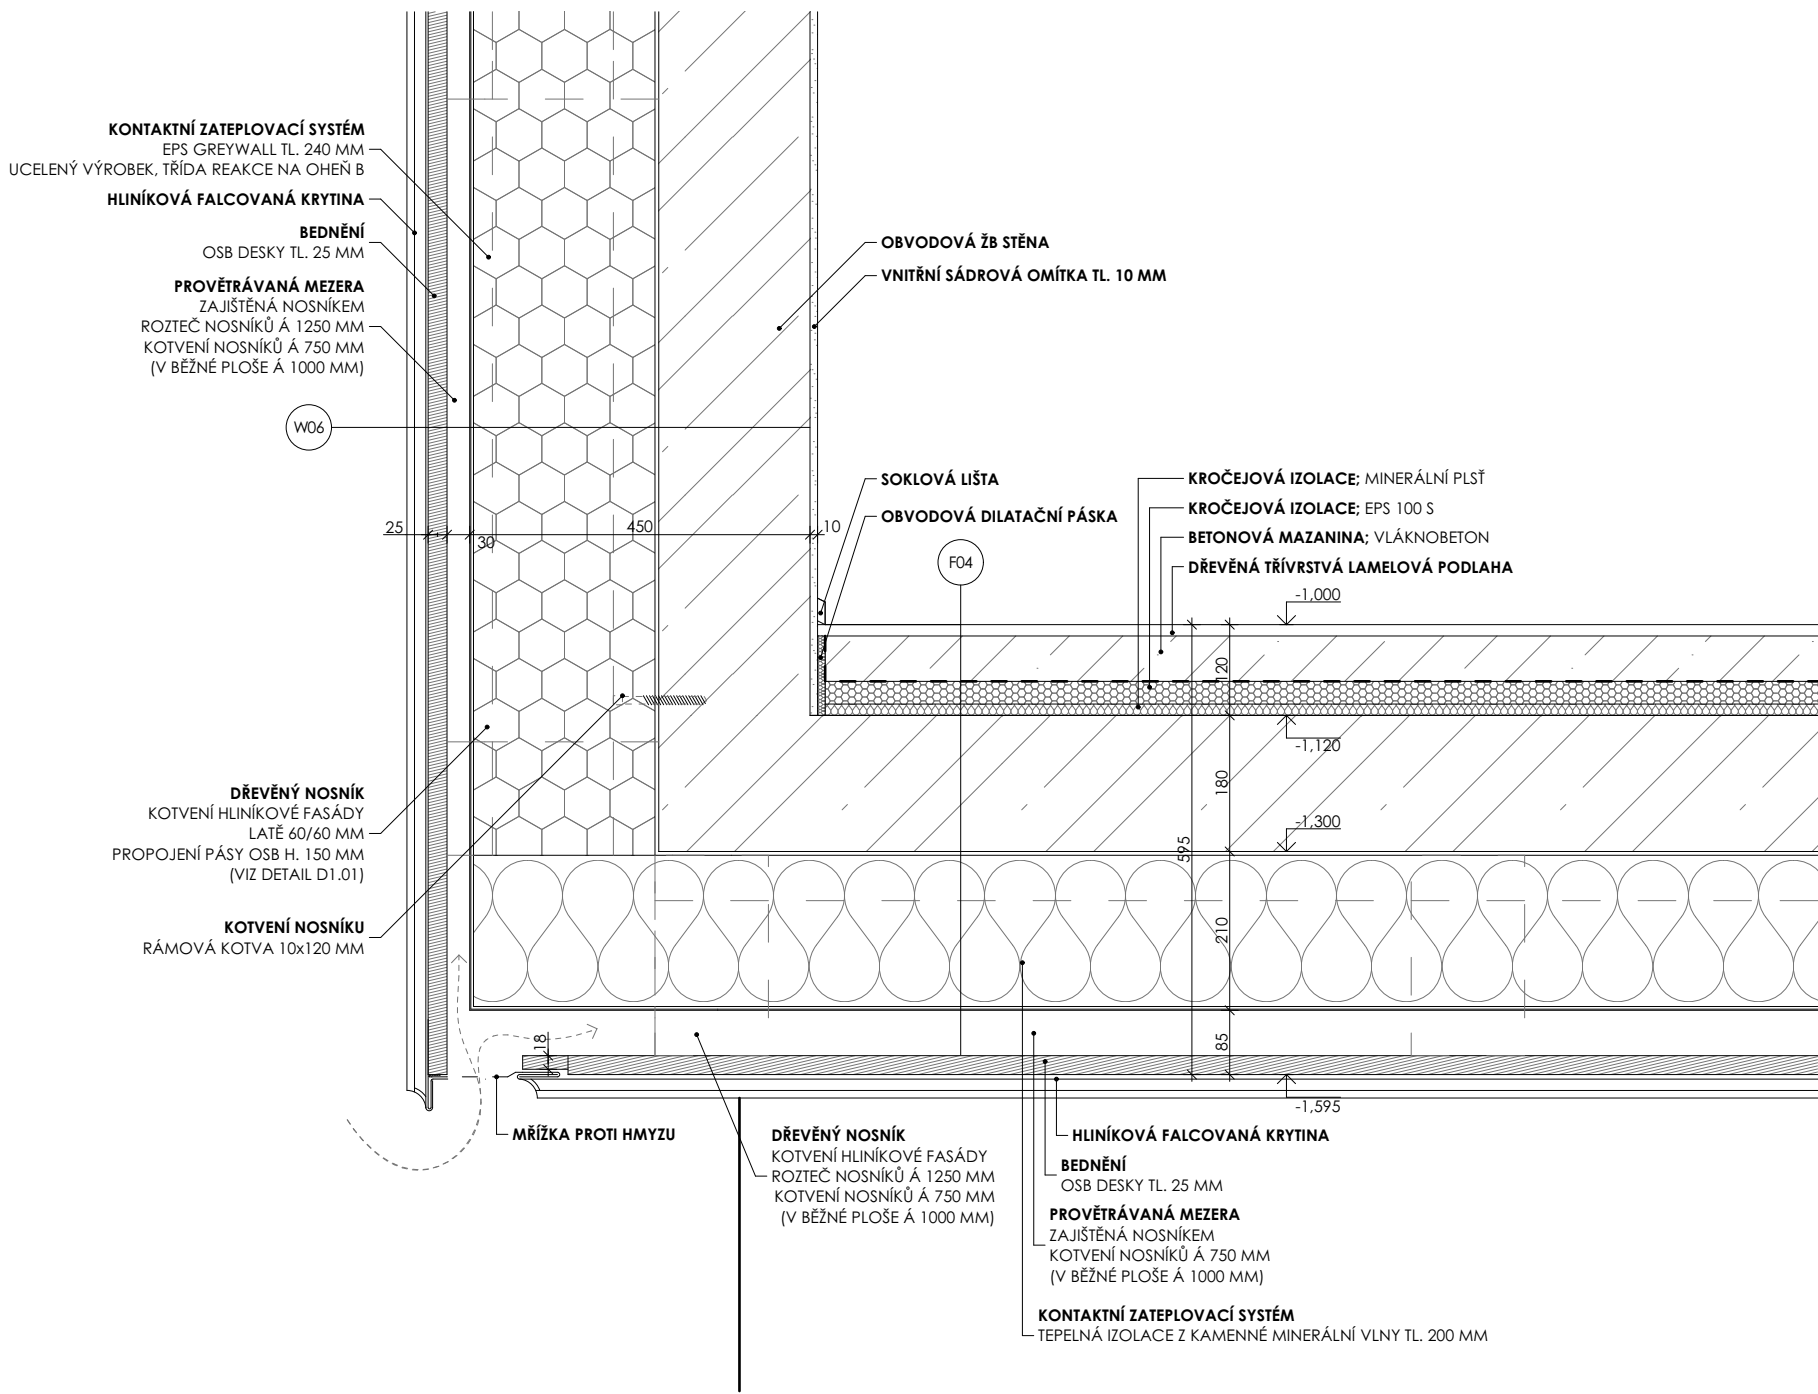 KONTAKTNÍ ZATEPLOVACÍ SYSTÉM
EPS GREYWALL TL. 240 MM
UCELENÝ VÝROBEK, TŘÍDA REAKCE NA OHEŇ B
HLINÍKOVÁ FALCOVANÁ KRYTINA
BEDNĚNÍ
OSB DESKY TL. 25 MM
PROVĚTRÁVANÁ MEZERA
ZAJIŠTĚNÁ NOSNÍKEM
ROZTEČ NOSNÍKŮ Á 1250 MM
KOTVENÍ NOSNÍKŮ Á 750 MM
(V BĚŽNÉ PLOŠE Á 1000 MM)
W06
OBVODOVÁ ŽB STĚNA
VNITŘNÍ SÁDROVÁ OMÍTKA TL. 10 MM
SOKLOVÁ LIŠTA
OBVODOVÁ DILATAČNÍ PÁSKA
F04
KROČEJOVÁ IZOLACE; MINERÁLNÍ PLSŤ
KROČEJOVÁ IZOLACE; EPS 100 S
BETONOVÁ MAZANINA; VLÁKNOBETON
DŘEVĚNÁ TŘÍVRSTVÁ LAMELOVÁ PODLAHA
25
30
450
10
-1,000
120
-1,120
180
-1,300
595
210
85
18
-1,595
DŘEVĚNÝ NOSNÍK
KOTVENÍ HLINÍKOVÉ FASÁDY
LATĚ 60/60 MM
PROPOJENÍ PÁSY OSB H. 150 MM
(VIZ DETAIL D1.01)
KOTVENÍ NOSNÍKU
RÁMOVÁ KOTVA 10x120 MM
MŘÍŽKA PROTI HMYZU
DŘEVĚNÝ NOSNÍK
KOTVENÍ HLINÍKOVÉ FASÁDY
ROZTEČ NOSNÍKŮ Á 1250 MM
KOTVENÍ NOSNÍKŮ Á 750 MM
(V BĚŽNÉ PLOŠE Á 1000 MM)
HLINÍKOVÁ FALCOVANÁ KRYTINA
BEDNĚNÍ
OSB DESKY TL. 25 MM
PROVĚTRÁVANÁ MEZERA
ZAJIŠTĚNÁ NOSNÍKEM
KOTVENÍ NOSNÍKŮ Á 750 MM
(V BĚŽNÉ PLOŠE Á 1000 MM)
KONTAKTNÍ ZATEPLOVACÍ SYSTÉM
TEPELNÁ IZOLACE Z KAMENNÉ MINERÁLNÍ VLNY TL. 200 MM